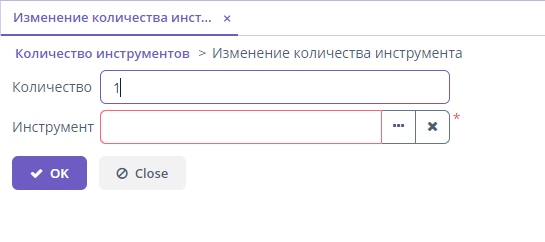 Изменение количества инст... ×
Количество инструментов > Изменение количества инструмента
Количество 1
Инструмент ... ×
*
OK Close